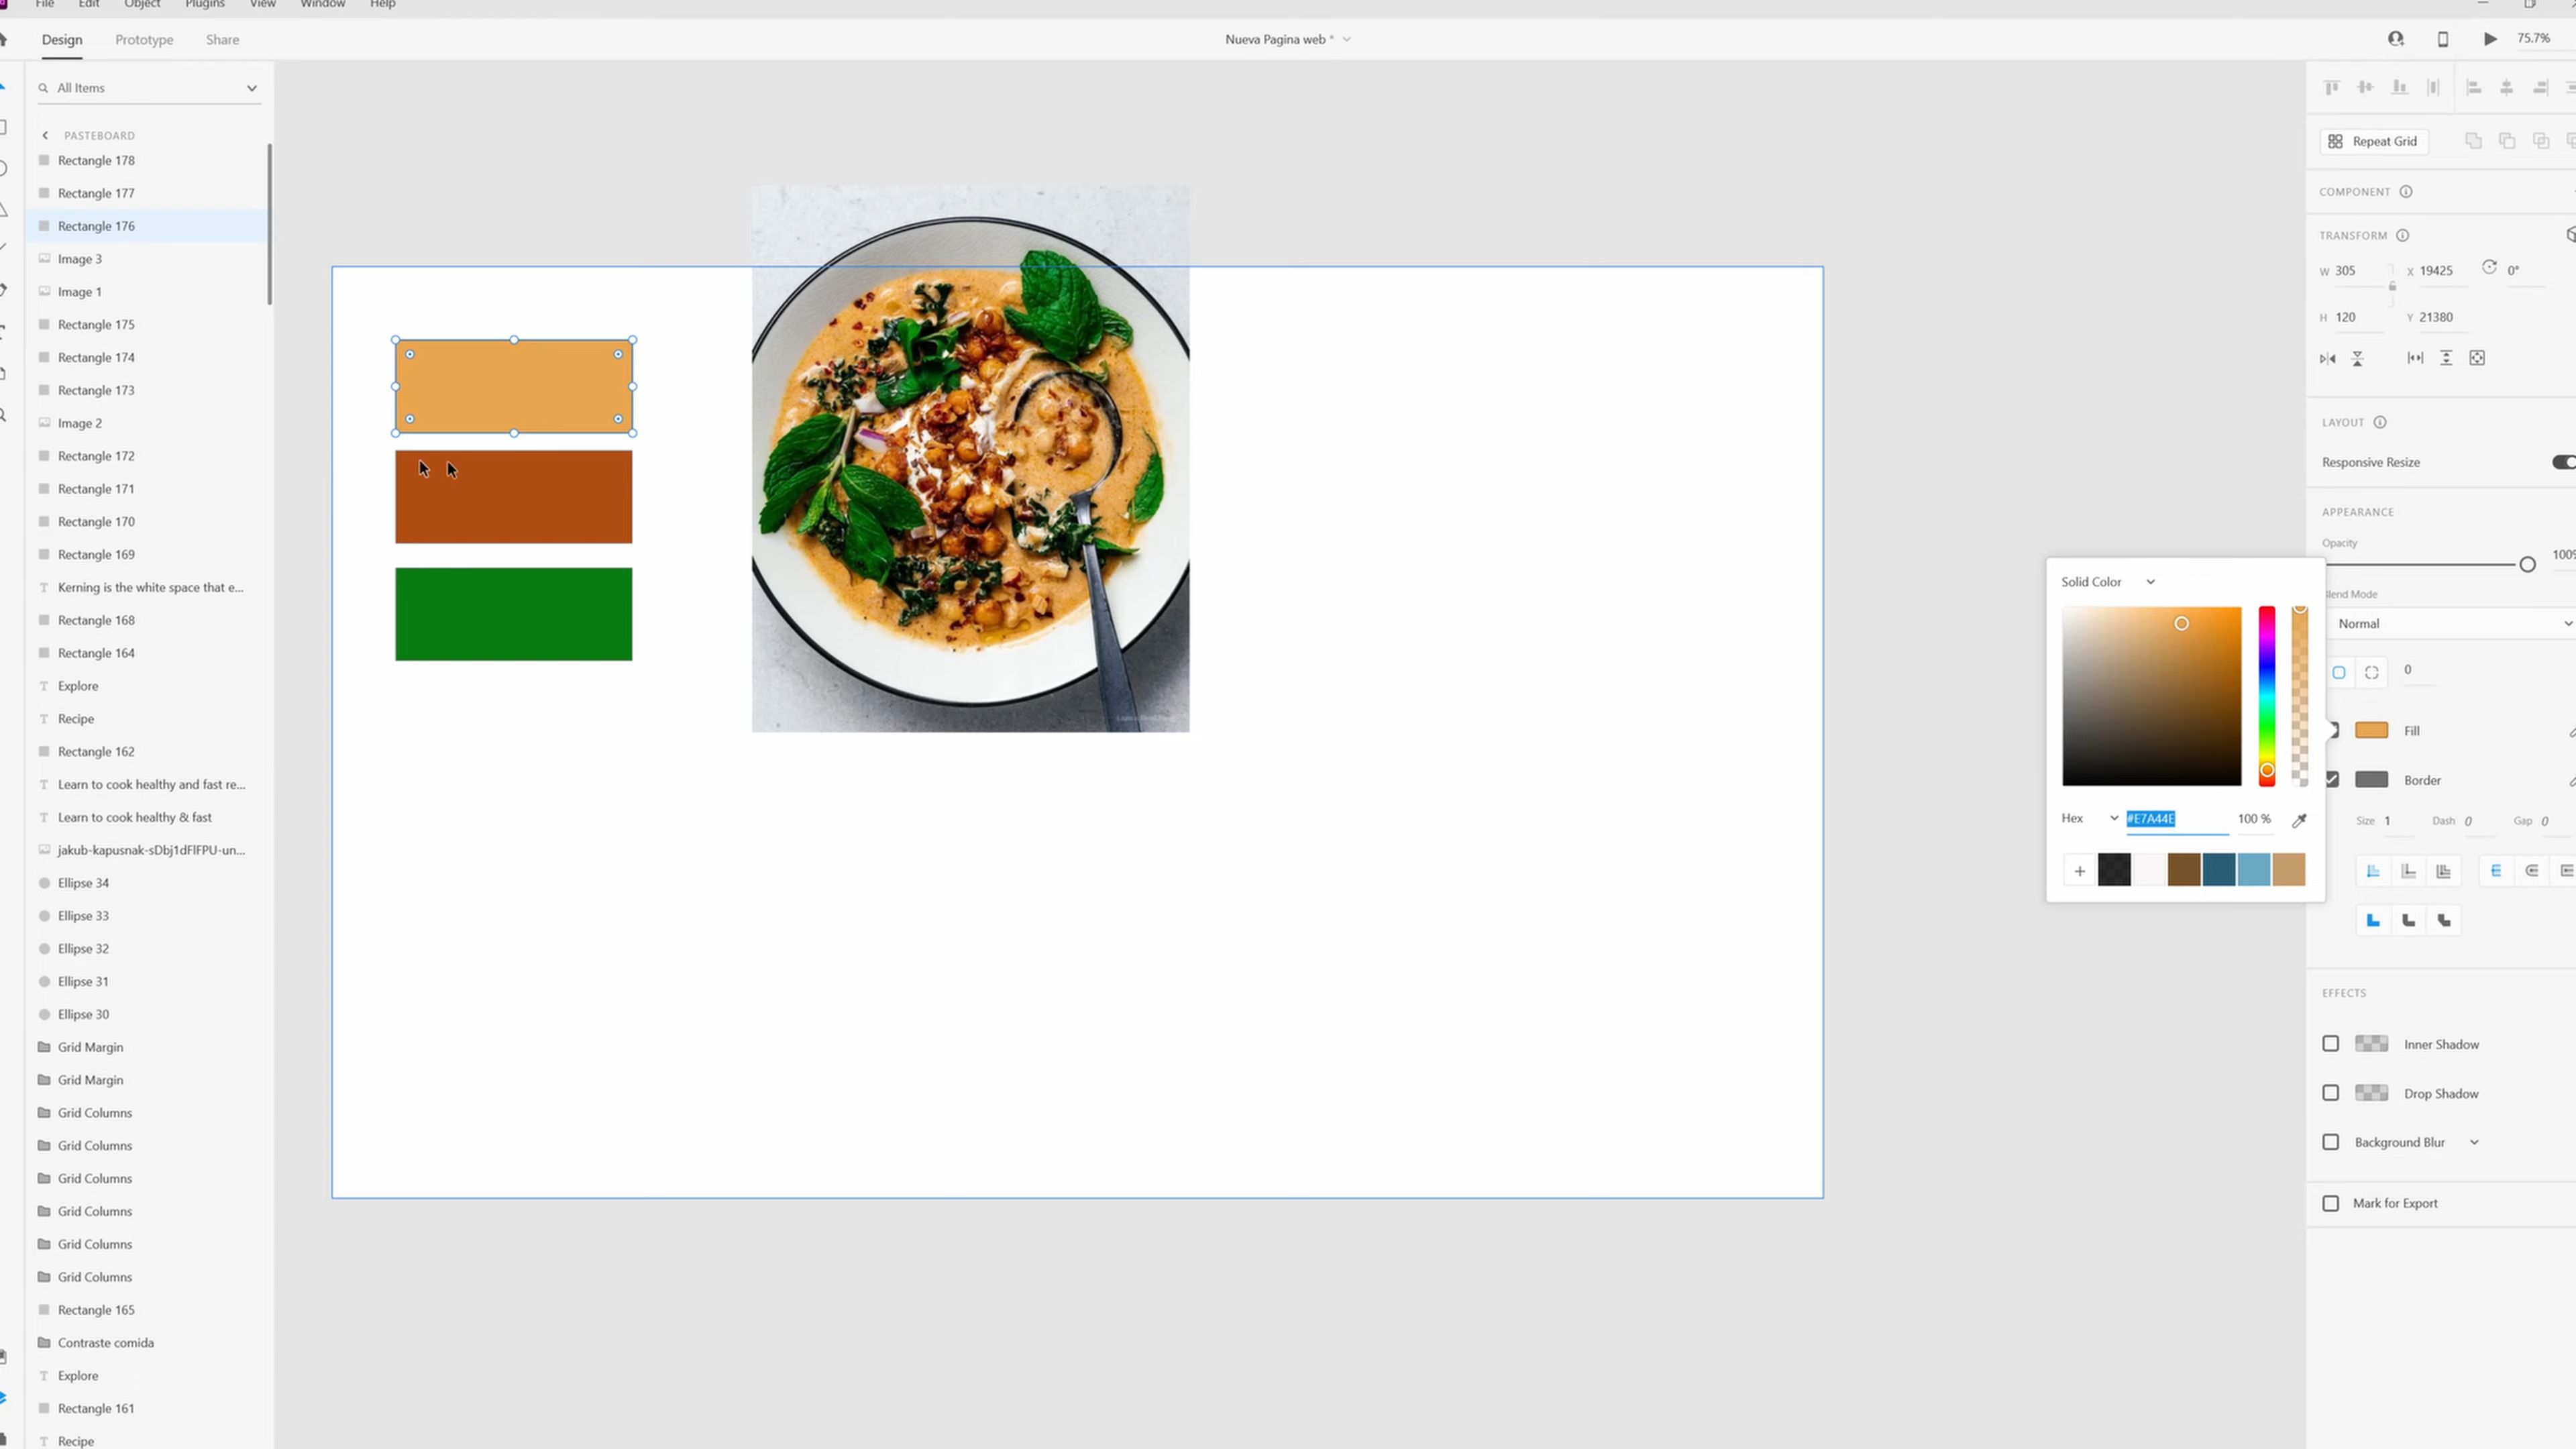 File Edit Object Plugins View Window Help
Design Prototype Share
Nueva Pagina web *
75.7%
All Items
PASTEBOARD
Rectangle 178
Rectangle 177
Rectangle 176
Image 3
Image 1
Rectangle 175
Rectangle 174
Rectangle 173
Image 2
Rectangle 172
Rectangle 171
Rectangle 170
Rectangle 169
Kerning is the white space that e...
Rectangle 168
Rectangle 164
Explore
Recipe
Rectangle 162
Learn to cook healthy and fast re...
Learn to cook healthy & fast
jakub-kapusnak-sDbj1dFlFPU-un...
Ellipse 34
Ellipse 33
Ellipse 32
Ellipse 31
Ellipse 30
Grid Margin
Grid Margin
Grid Columns
Grid Columns
Grid Columns
Grid Columns
Grid Columns
Grid Columns
Rectangle 165
Contraste comida
Explore
Rectangle 161
Recipe
Solid Color
Hex #E7A44E 100 %
Repeat Grid
COMPONENT
TRANSFORM
W 305 X 19425 0°
H 120 Y 21380
LAYOUT
Responsive Resize
APPEARANCE
Opacity
100%
Blend Mode
Normal
0
Fill
Border
Size 1 Dash 0 Gap 0
EFFECTS
Inner Shadow
Drop Shadow
Background Blur
Mark for Export